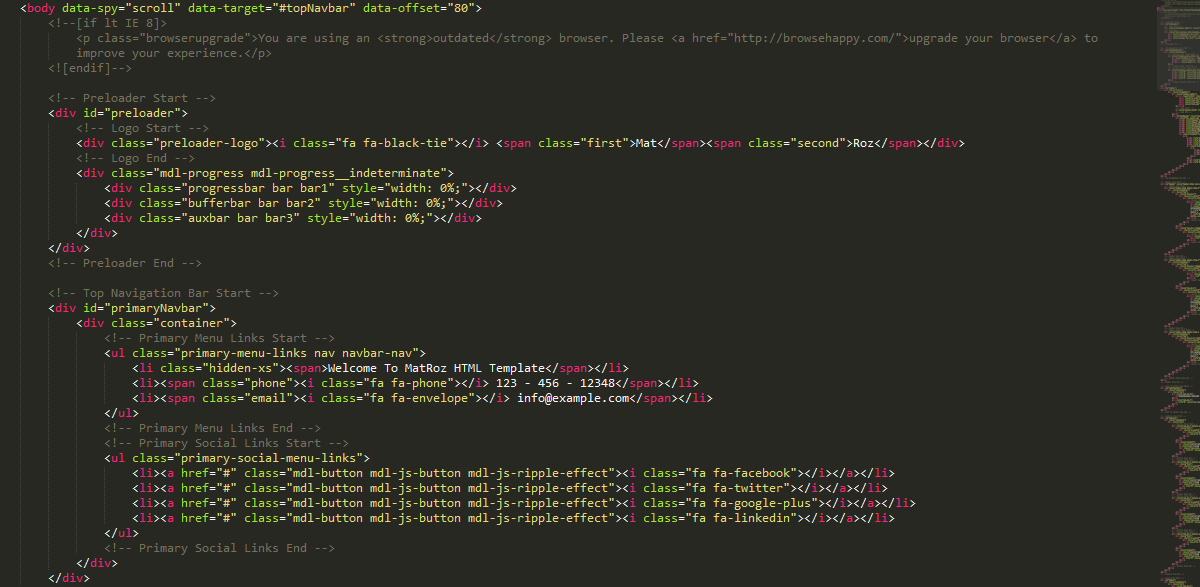 <body data-spy="scroll" data-target="#topNavbar" data-offset="80">
<!--[if lt IE 8]>
<p class="browserupgrade">You are using an <strong>outdated</strong> browser. Please <a href="http://browsehappy.com/">upgrade your browser</a> to
improve your experience.</p>
<![endif]-->
<!-- Preloader Start -->
<div id="preloader">
<!-- Logo Start -->
<div class="preloader-logo"><i class="fa fa-black-tie"></i> <span class="first">Mat</span><span class="second">Roz</span></div>
<!-- Logo End -->
<div class="mdl-progress mdl-progress__indeterminate">
<div class="progressbar bar bar1" style="width: 0%;"></div>
<div class="bufferbar bar bar2" style="width: 0%;"></div>
<div class="auxbar bar bar3" style="width: 0%;"></div>
</div>
</div>
<!-- Preloader End -->
<!-- Top Navigation Bar Start -->
<div id="primaryNavbar">
<div class="container">
<!-- Primary Menu Links Start -->
<ul class="primary-menu-links nav navbar-nav">
<li class="hidden-xs"><span>Welcome To MatRoz HTML Template</span></li>
<li><span class="phone"><i class="fa fa-phone"></i> 123 - 456 - 12348</span></li>
<li><span class="email"><i class="fa fa-envelope"></i> info@example.com</span></li>
</ul>
<!-- Primary Menu Links End -->
<!-- Primary Social Links Start -->
<ul class="primary-social-menu-links">
<li><a href="#" class="mdl-button mdl-js-button mdl-js-ripple-effect"><i class="fa fa-facebook"></i></a></li>
<li><a href="#" class="mdl-button mdl-js-button mdl-js-ripple-effect"><i class="fa fa-twitter"></i></a></li>
<li><a href="#" class="mdl-button mdl-js-button mdl-js-ripple-effect"><i class="fa fa-google-plus"></i></a></li>
<li><a href="#" class="mdl-button mdl-js-button mdl-js-ripple-effect"><i class="fa fa-linkedin"></i></a></li>
</ul>
<!-- Primary Social Links End -->
</div>
</div>